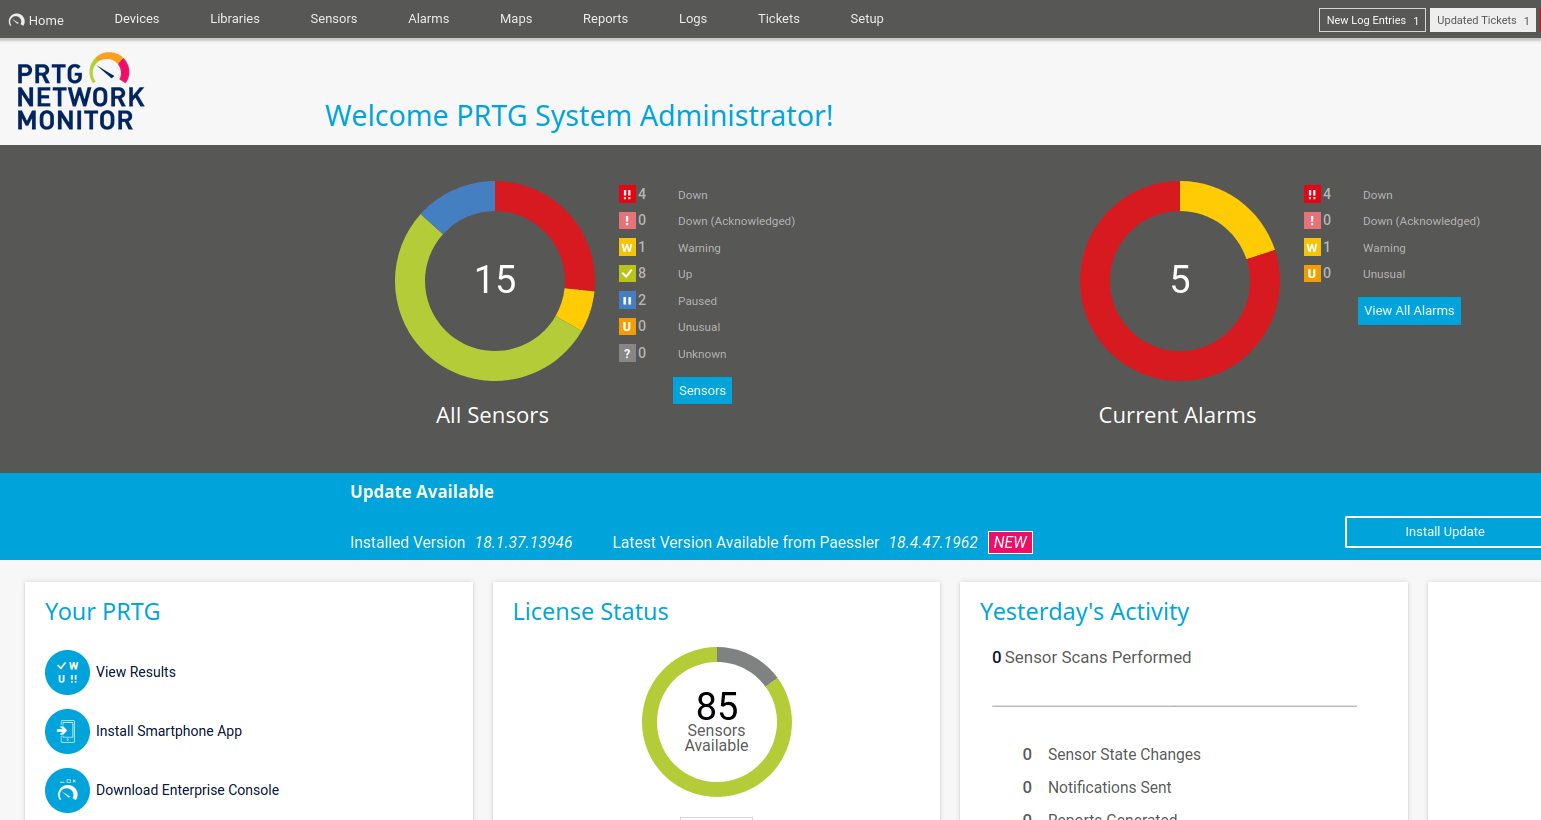 Home Devices Libraries Sensors Alarms Maps Reports Logs Tickets Setup New Log Entries 1 Updated Tickets 1
PRTG
NETWORK
MONITOR
Welcome PRTG System Administrator!
15
!! 4 Down
! 0 Down (Acknowledged)
W 1 Warning
8 Up
2 Paused
U 0 Unusual
? 0 Unknown
Sensors
All Sensors
5
!! 4 Down
! 0 Down (Acknowledged)
W 1 Warning
U 0 Unusual
View All Alarms
Current Alarms
Update Available
Installed Version 18.1.37.13946 Latest Version Available from Paessler 18.4.47.1962 NEW
Install Update
Your PRTG
W
U !!
View Results
Install Smartphone App
Download Enterprise Console
License Status
85
Sensors
Available
Yesterday's Activity
0 Sensor Scans Performed
0 Sensor State Changes
0 Notifications Sent
0 Reports Generated